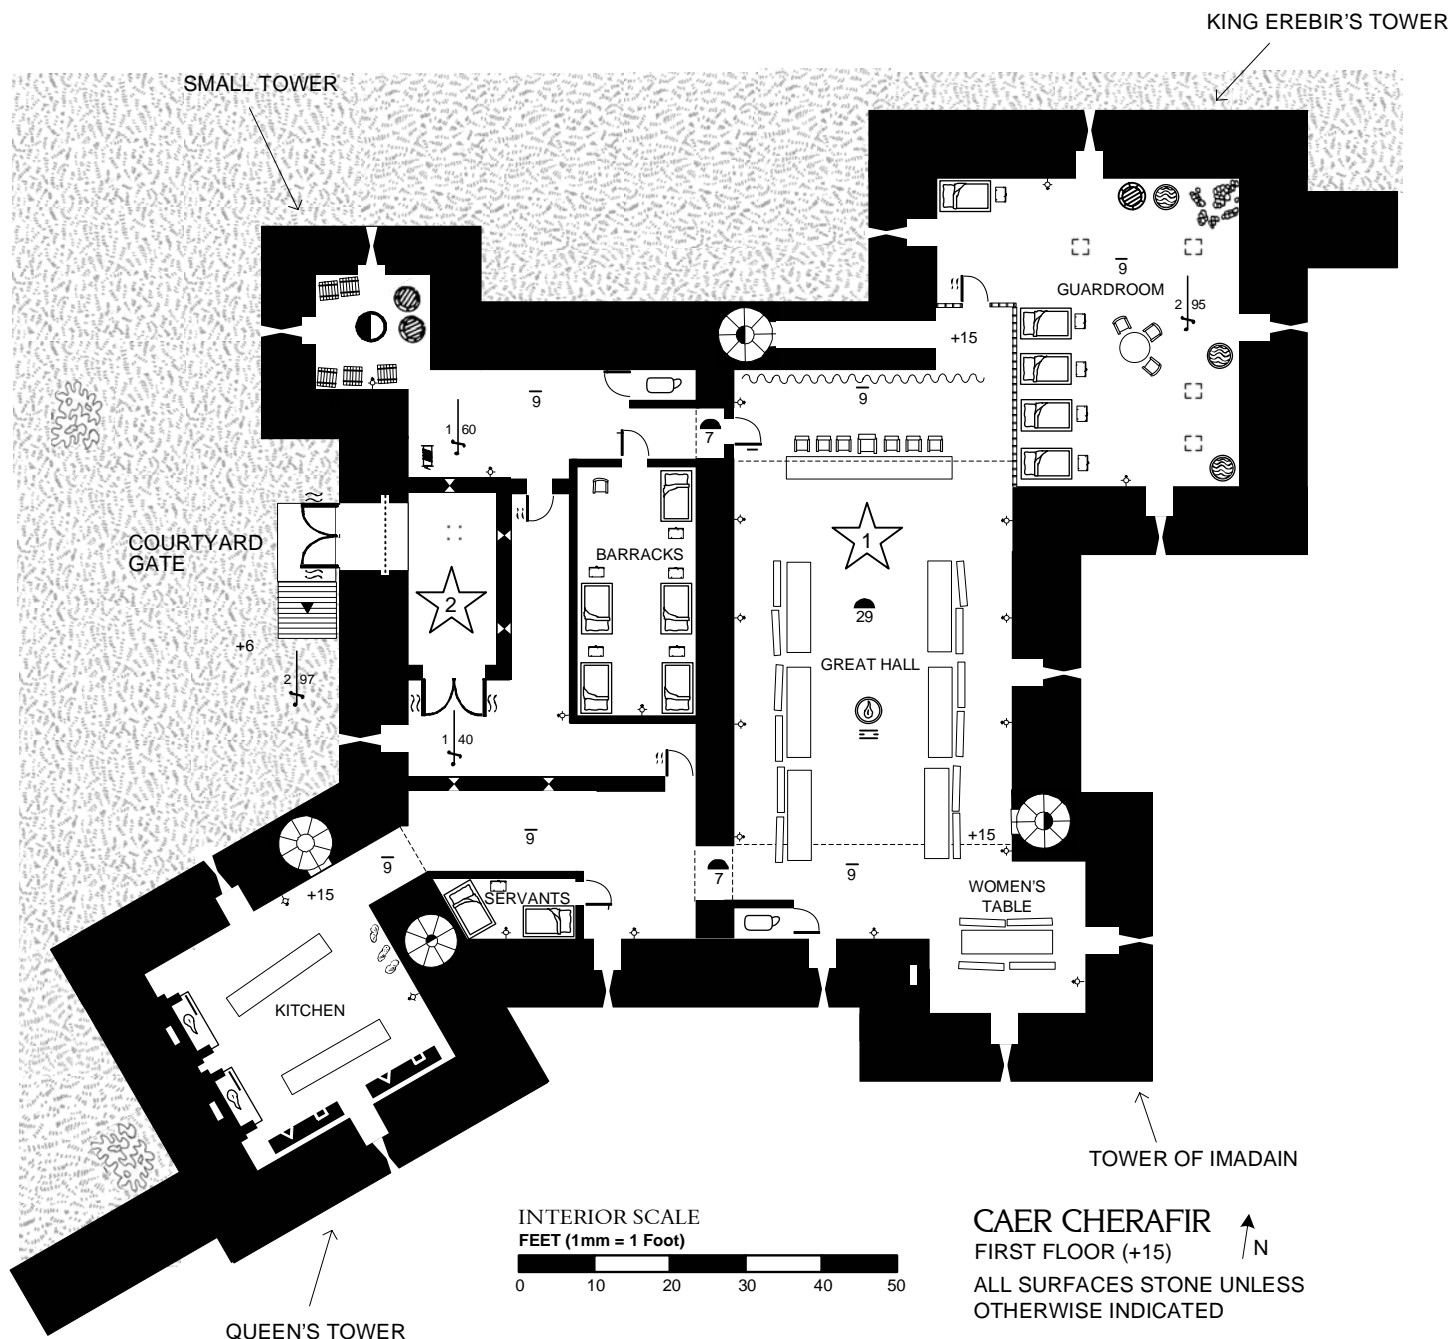 KING EREBIR'S TOWER
SMALL TOWER
9
GUARDROOM
2 95
+15
9
9
1 60
7
COURTYARD
GATE
BARRACKS
1
2
29
+6
GREAT HALL
2 97
1 40
9
+15
9
7
9
+15
SERVANTS
WOMEN'S
TABLE
KITCHEN
TOWER OF IMADAIN
INTERIOR SCALE
FEET (1mm = 1 Foot)
0 10 20 30 40 50
CAER CHERAFIR
FIRST FLOOR (+15)
N
ALL SURFACES STONE UNLESS
OTHERWISE INDICATED
QUEEN'S TOWER